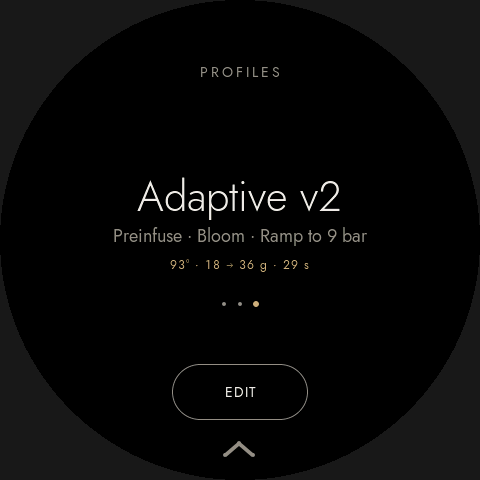 PROFILES
Adaptive v2
Preinfuse · Bloom · Ramp to 9 bar
93° · 18 → 36 g · 29 s
EDIT